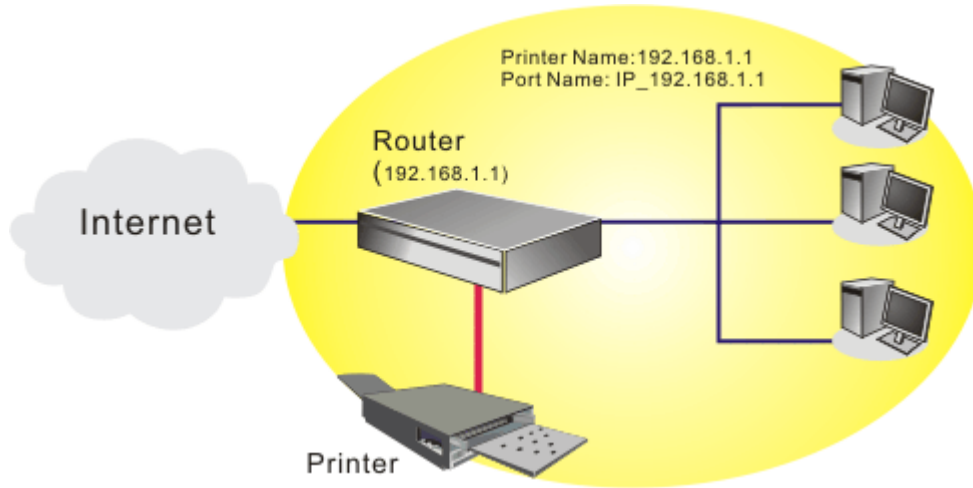 Printer Name:192.168.1.1
Port Name: IP_192.168.1.1
Router
(192.168.1.1)
Internet
Printer